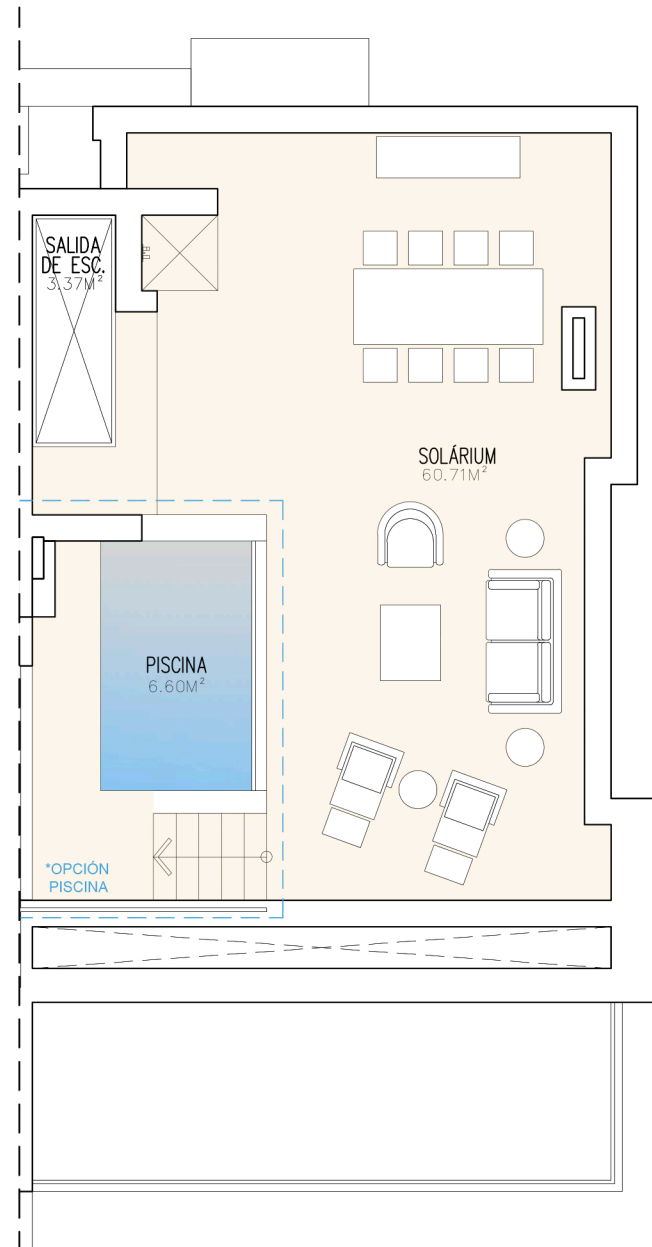 SALIDA
DE ESC.
3.37M²
SOLÁRIUM
60.71M²
PISCINA
6.60M²
*OPCIÓN
PISCINA